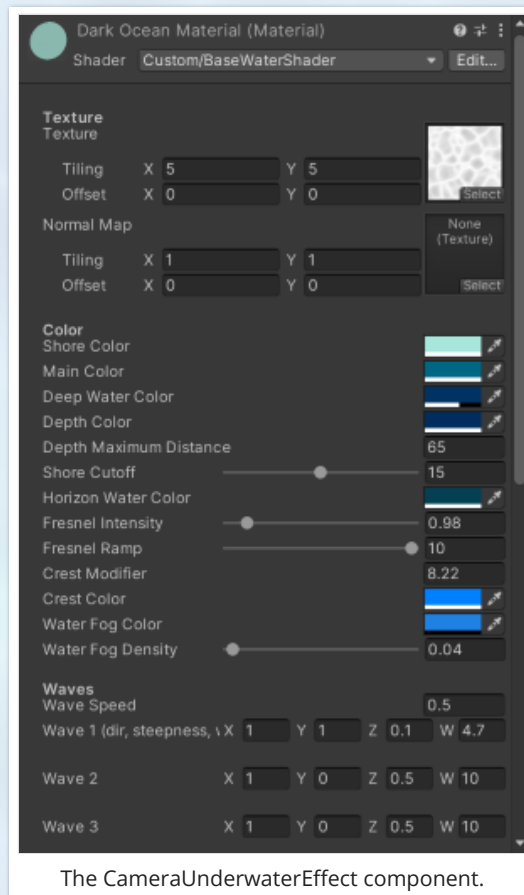 Dark Ocean Material (Material)
Shader Custom/BaseWaterShader Edit...
Texture
Texture
Tiling X 5 Y 5
Offset X 0 Y 0
Select
Normal Map
None
(Texture)
Tiling X 1 Y 1
Offset X 0 Y 0
Select
Color
Shore Color
Main Color
Deep Water Color
Depth Color
Depth Maximum Distance 65
Shore Cutoff 15
Horizon Water Color
Fresnel Intensity 0.98
Fresnel Ramp 10
Crest Modifier 8.22
Crest Color
Water Fog Color
Water Fog Density 0.04
Waves
Wave Speed 0.5
Wave 1 (dir, steepness, X 1 Y 1 Z 0.1 W 4.7
Wave 2 X 1 Y 0 Z 0.5 W 10
Wave 3 X 1 Y 0 Z 0.5 W 10
The CameraUnderwaterEffect component.